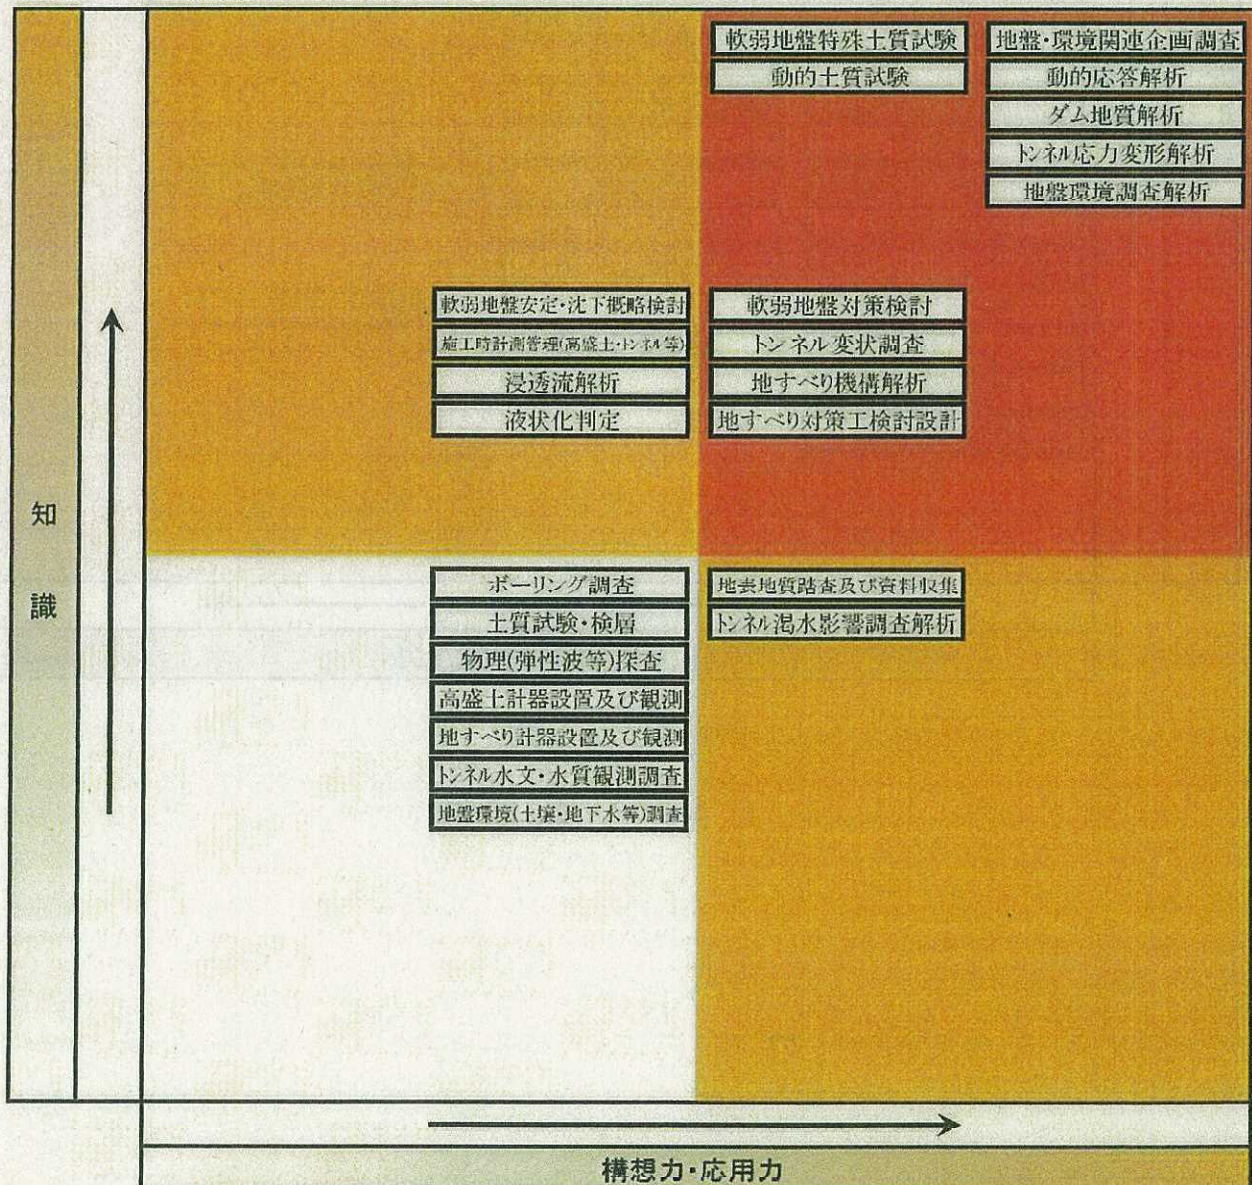 軟弱地盤特殊土質試験
動的土質試験
地盤・環境関連企画調査
動的応答解析
ダム地質解析
トンネル応力変形解析
地盤環境調査解析
軟弱地盤安定・沈下概略検討
施工時計測管理(高盛土・トンネル等)
浸透流解析
液状化判定
軟弱地盤対策検討
トンネル変状調査
地すべり機構解析
地すべり対策工検討設計
知識
ボーリング調査
土質試験・検層
物理(弾性波等)探査
高盛土計器設置及び観測
地すべり計器設置及び観測
トンネル水文・水質観測調査
地盤環境(土壌・地下水等)調査
地表地質踏査及び資料収集
トンネル渇水影響調査解析
構想力・応用力